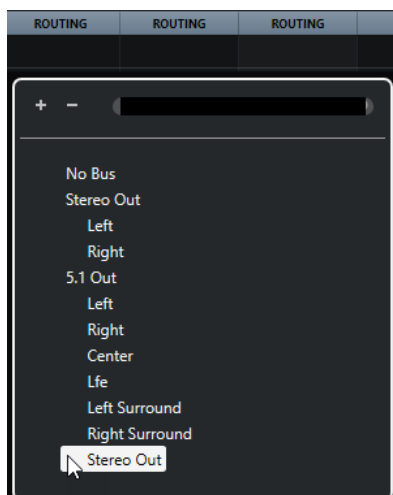 ROUTING ROUTING ROUTING
+ −
No Bus
Stereo Out
Left
Right
5.1 Out
Left
Right
Center
Lfe
Left Surround
Right Surround
Stereo Out